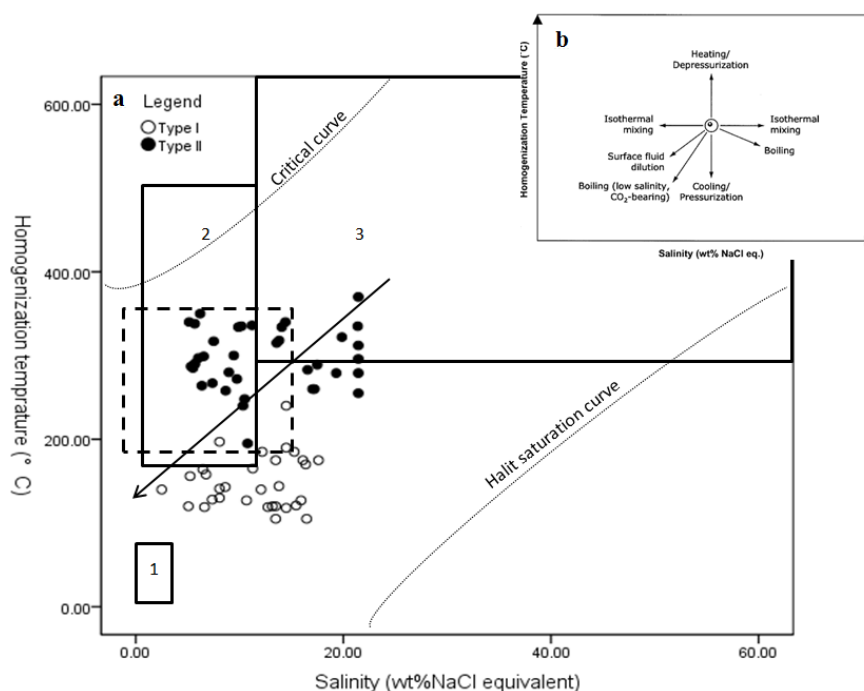 a
Legend
Type I
Type II
Critical curve
2
3
Halit saturation curve
1
600.00
400.00
200.00
0.00
Homogenization temprature (° C)
0.00
20.00
40.00
60.00
Salinity (wt%NaCl equivalent)
b
Homogenization Temperature (°C)
Heating/
Depressurization
Isothermal
mixing
Isothermal
mixing
Surface fluid
dilution
Boiling
Boiling (low salinity,
CO₂-bearing)
Cooling/
Pressurization
Salinity (wt% NaCl eq.)